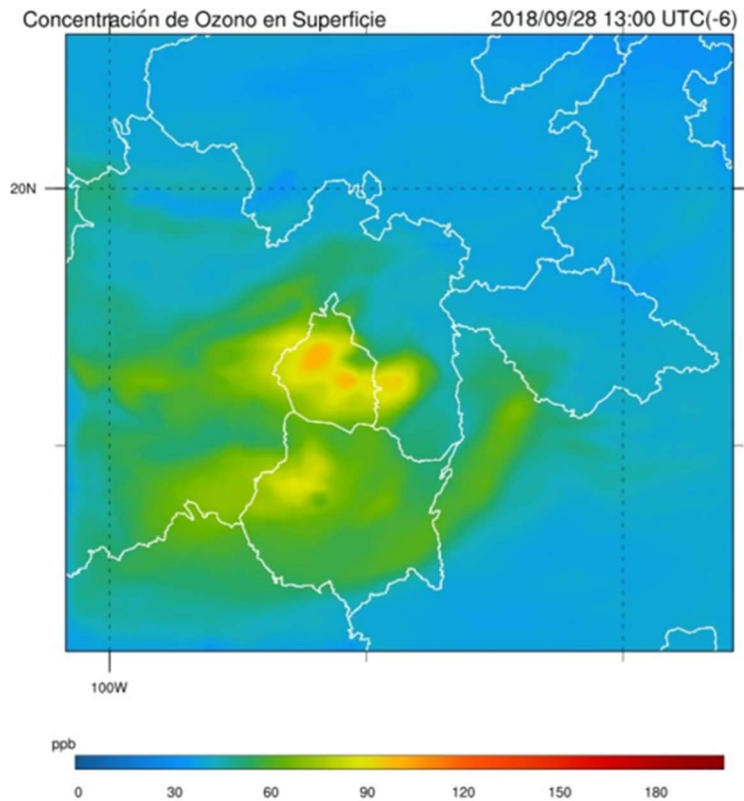 Concentración de Ozono en Superficie 2018/09/28 13:00 UTC(-6)
20N
100W
ppb
0 30 60 90 120 150 180